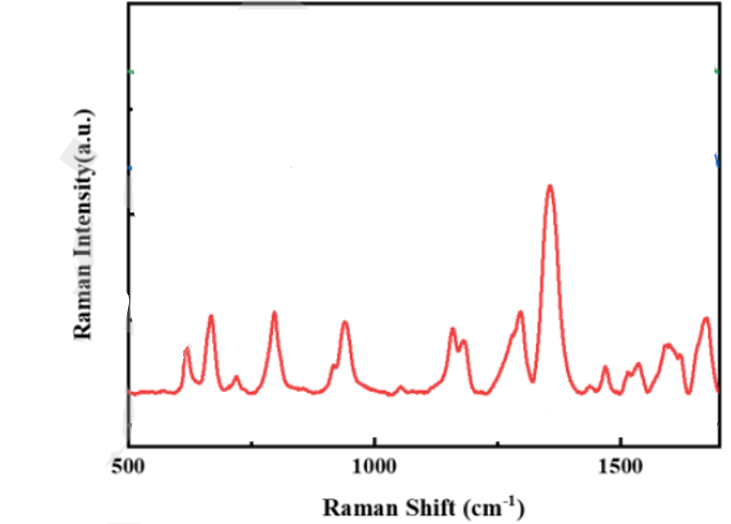 Raman Intensity(a.u.)
500 1000 1500
Raman Shift (cm⁻¹)